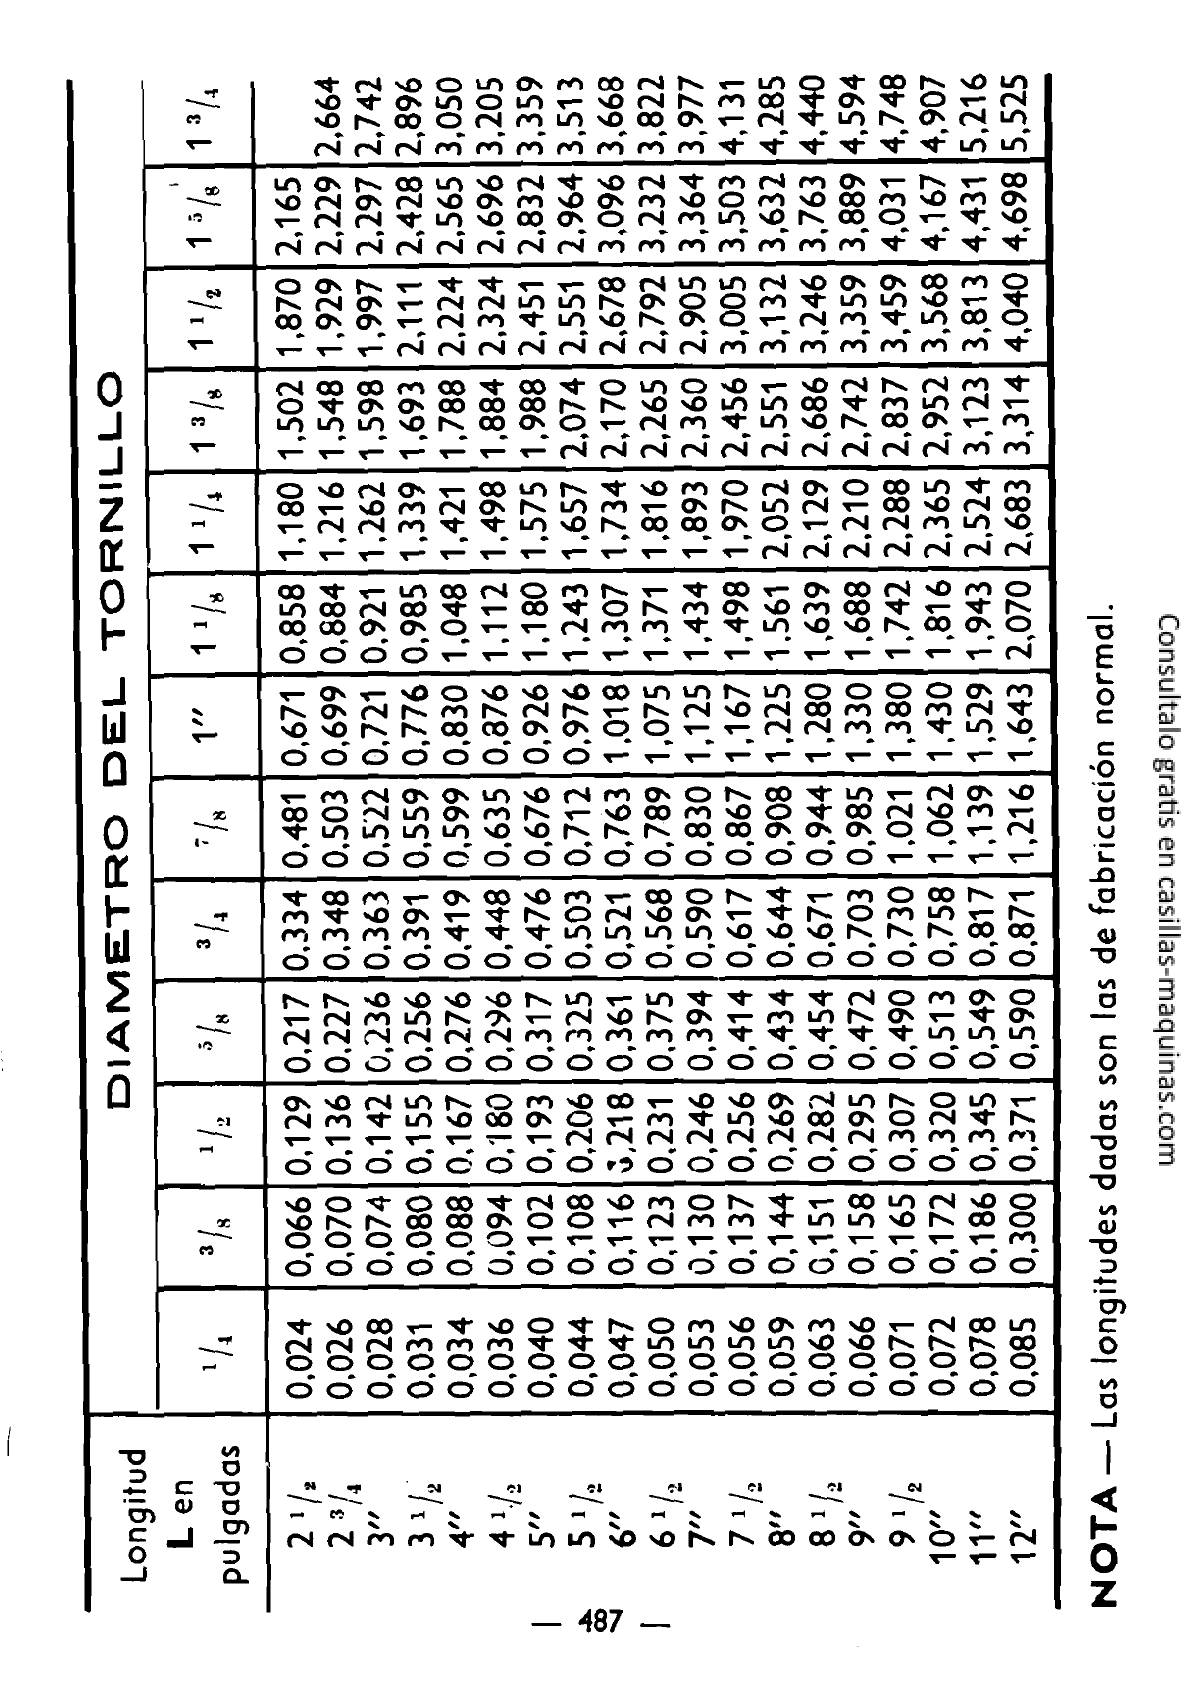 DIAMETRO DEL TORNILLO
Longitud
L en
pulgadas
1/4 3/8 1/2 5/8 3/4 7/8 1″ 1 1/8 1 1/4 1 3/8 1 1/2 1 5/8 1 3/4
2 1/2 0,024 0,066 0,129 0,217 0,334 0,481 0,671 0,858 1,180 1,502 1,870 2,165
2 3/4 0,026 0,070 0,136 0,227 0,348 0,503 0,699 0,884 1,216 1,548 1,929 2,229 2,664
3″ 0,028 0,074 0,142 0,236 0,363 0,522 0,721 0,921 1,262 1,598 1,997 2,297 2,742
3 1/2 0,031 0,080 0,155 0,256 0,391 0,559 0,776 0,985 1,339 1,693 2,111 2,428 2,896
4″ 0,034 0,088 0,167 0,276 0,419 0,599 0,830 1,048 1,421 1,788 2,224 2,565 3,050
4 1/2 0,036 0,094 0,180 0,296 0,448 0,635 0,876 1,112 1,498 1,884 2,324 2,696 3,205
5″ 0,040 0,102 0,193 0,317 0,476 0,676 0,926 1,180 1,575 1,988 2,451 2,832 3,359
5 1/2 0,044 0,108 0,206 0,325 0,503 0,712 0,976 1,243 1,657 2,074 2,551 2,964 3,513
6″ 0,047 0,116 0,218 0,361 0,521 0,763 1,018 1,307 1,734 2,170 2,678 3,096 3,668
6 1/2 0,050 0,123 0,231 0,375 0,568 0,789 1,075 1,371 1,816 2,265 2,792 3,232 3,822
7″ 0,053 0,130 0,246 0,394 0,590 0,830 1,125 1,434 1,893 2,360 2,905 3,364 3,977
7 1/2 0,056 0,137 0,256 0,414 0,617 0,867 1,167 1,498 1,970 2,456 3,005 3,503 4,131
8″ 0,059 0,144 0,269 0,434 0,644 0,908 1,225 1.561 2,052 2,551 3,132 3,632 4,285
8 1/2 0,063 0,151 0,282 0,454 0,671 0,944 1,280 1,639 2,129 2,686 3,246 3,763 4,440
9″ 0,066 0,158 0,295 0,472 0,703 0,985 1,330 1,688 2,210 2,742 3,359 3,889 4,594
9 1/2 0,071 0,165 0,307 0,490 0,730 1,021 1,380 1,742 2,288 2,837 3,459 4,031 4,748
10″ 0,072 0,172 0,320 0,513 0,758 1,062 1,430 1,816 2,365 2,952 3,568 4,167 4,907
11″ 0,078 0,186 0,345 0,549 0,817 1,139 1,529 1,943 2,524 3,123 3,813 4,431 5,216
12″ 0,085 0,300 0,371 0,590 0,871 1,216 1,643 2,070 2,683 3,314 4,040 4,698 5,525
NOTA — Las longitudes dadas son las de fabricación normal.
— 487 —
Consultalo gratis en casillas-maquinas.com